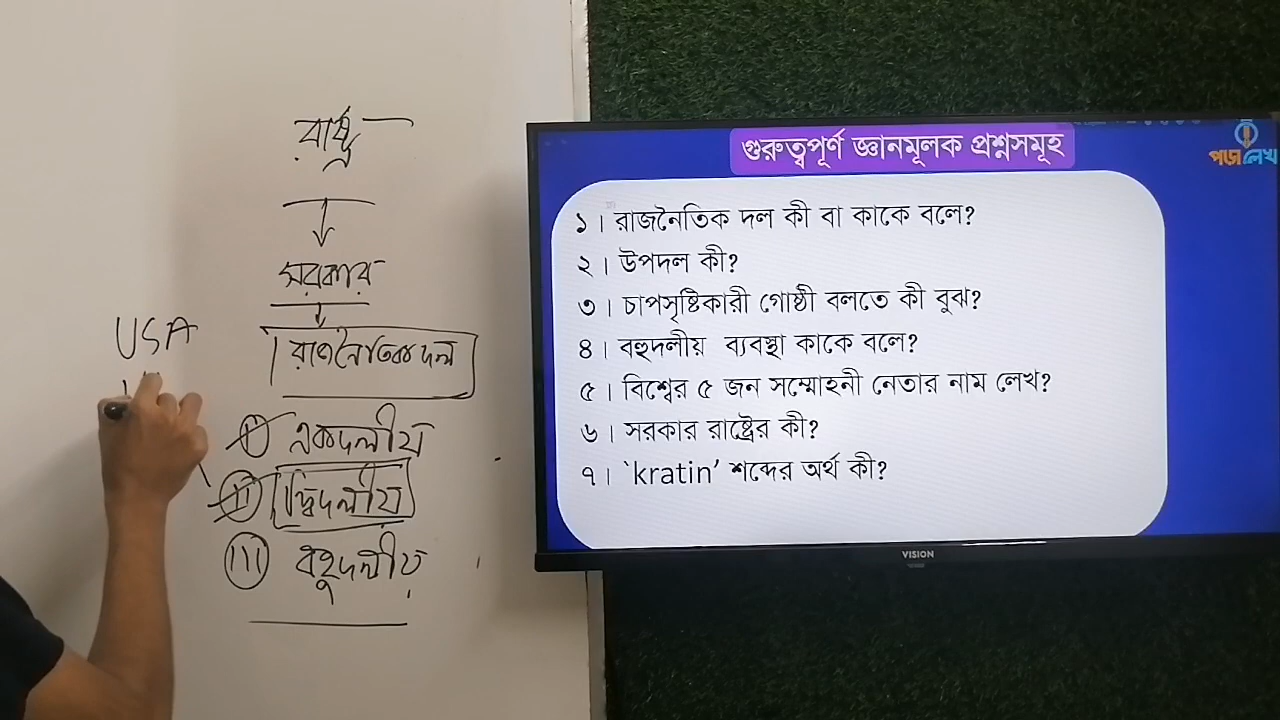 রাষ্ট্র
সরকার
রাজনৈতিক দল
USA
I একদলীয়
II দ্বিদলীয়
III বহুদলীয়
গুরুত্বপূর্ণ জ্ঞানমূলক প্রশ্নসমূহ
পড়ালেখা
১। রাজনৈতিক দল কী বা কাকে বলে?
২। উপদল কী?
৩। চাপসৃষ্টিকারী গোষ্ঠী বলতে কী বুঝ?
৪। বহুদলীয় ব্যবস্থা কাকে বলে?
৫। বিশ্বের ৫ জন সম্মোহনী নেতার নাম লেখ?
৬। সরকার রাষ্ট্রের কী?
৭। `kratin’ শব্দের অর্থ কী?
VISION